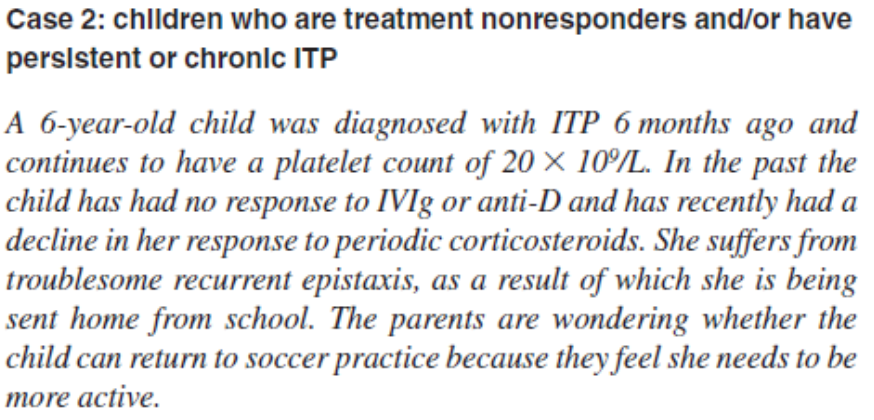 Case 2: children who are treatment nonresponders and/or have
persistent or chronic ITP
A 6-year-old child was diagnosed with ITP 6 months ago and
continues to have a platelet count of 20 × 10⁹/L. In the past the
child has had no response to IVIg or anti-D and has recently had a
decline in her response to periodic corticosteroids. She suffers from
troublesome recurrent epistaxis, as a result of which she is being
sent home from school. The parents are wondering whether the
child can return to soccer practice because they feel she needs to be
more active.